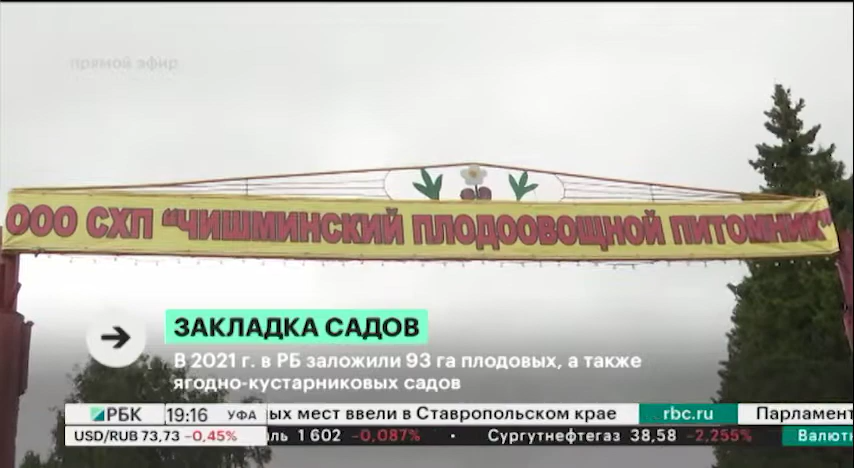 прямой эфир
ООО СХП "ЧИШМИНСКИЙ ПЛОДООВОЩНОЙ ПИТОМНИК"
ЗАКЛАДКА САДОВ
В 2021 г. в РБ заложили 93 га плодовых, а также
ягодно-кустарниковых садов
РБК 19:16 УФА ых мест ввели в Ставропольском крае rbc.ru Парламент
USD/RUB 73,73 -0,45% ль 1 602 -0,087% · Сургутнефтегаз 38,58 -2,255% Валютн